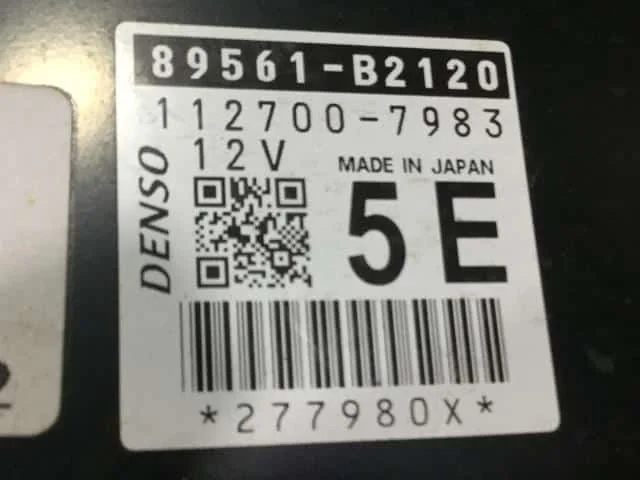 89561-B2120
112700-7983
12V
MADE IN JAPAN
DENSO
5E
*277980X*